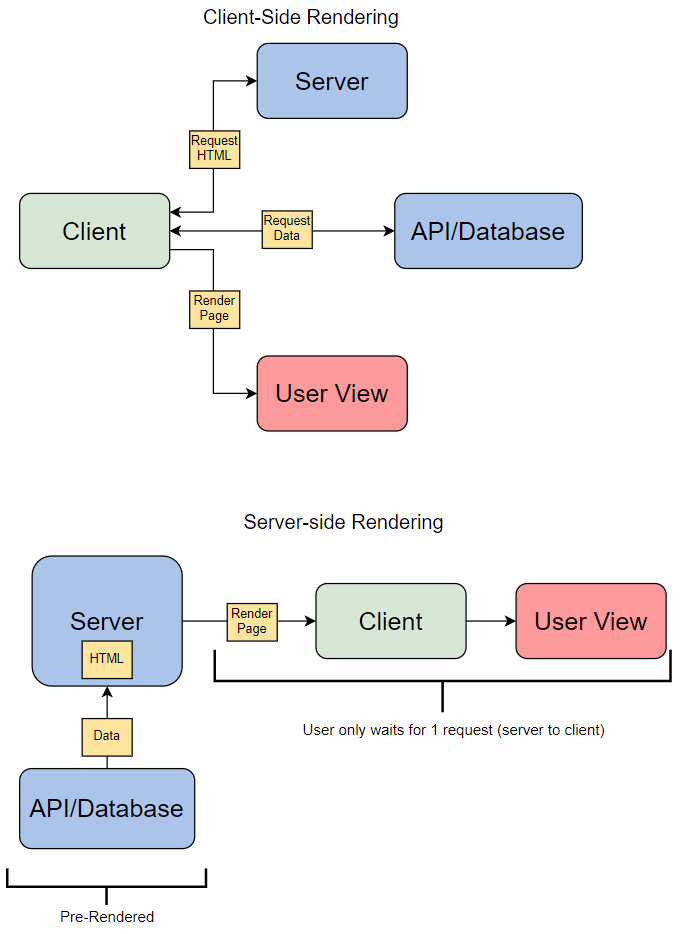 Client-Side Rendering
Server
Request
HTML
Client
Request
Data
API/Database
Render
Page
User View
Server-side Rendering
Server
HTML
Render
Page
Client
User View
Data
User only waits for 1 request (server to client)
API/Database
Pre-Rendered